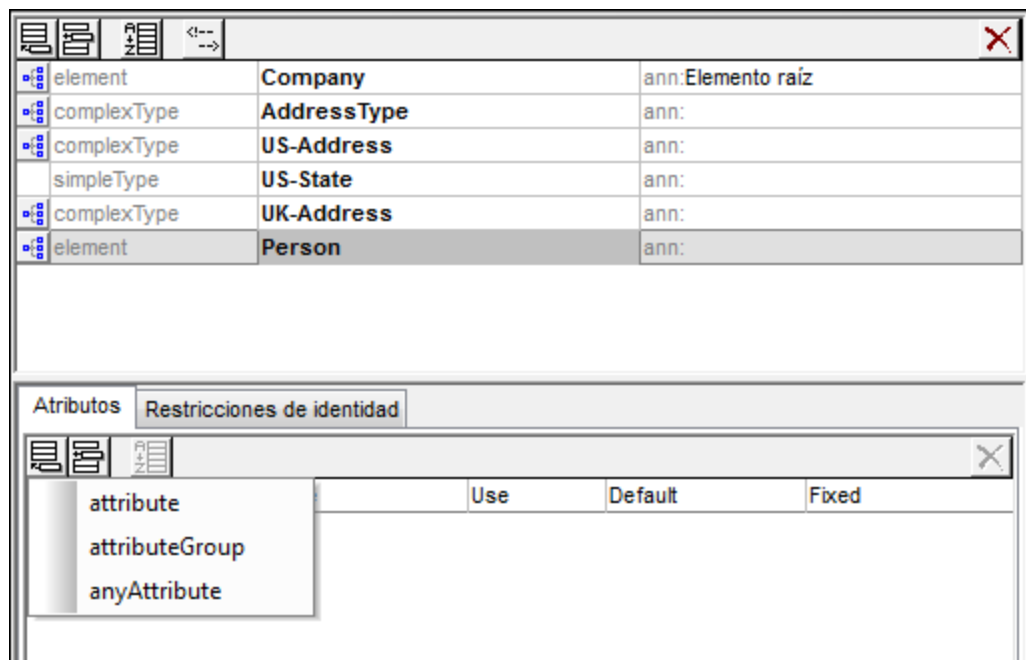 element Company ann:Elemento raíz
complexType AddressType ann:
complexType US-Address ann:
simpleType US-State ann:
complexType UK-Address ann:
element Person ann:
Atributos Restricciones de identidad
Use Default Fixed
attribute
attributeGroup
anyAttribute